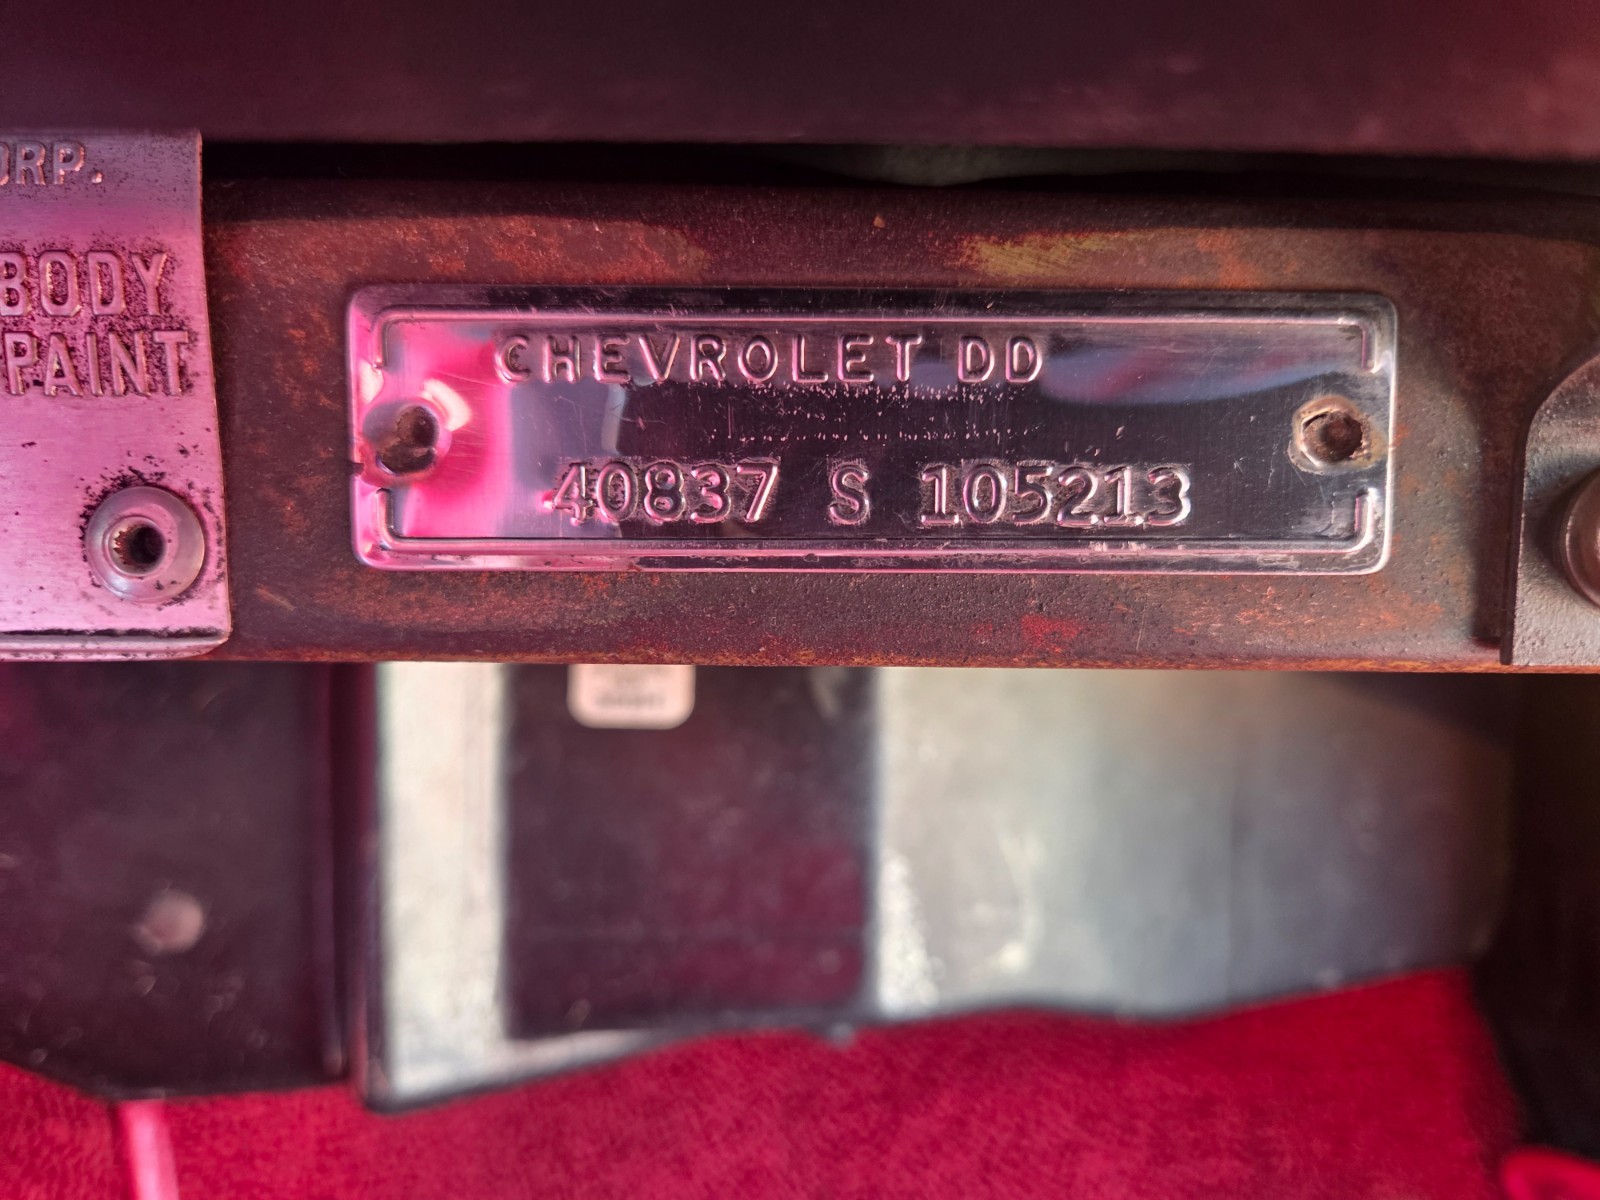 ORP.
BODY
PAINT
CHEVROLET DD
40837 S 105213